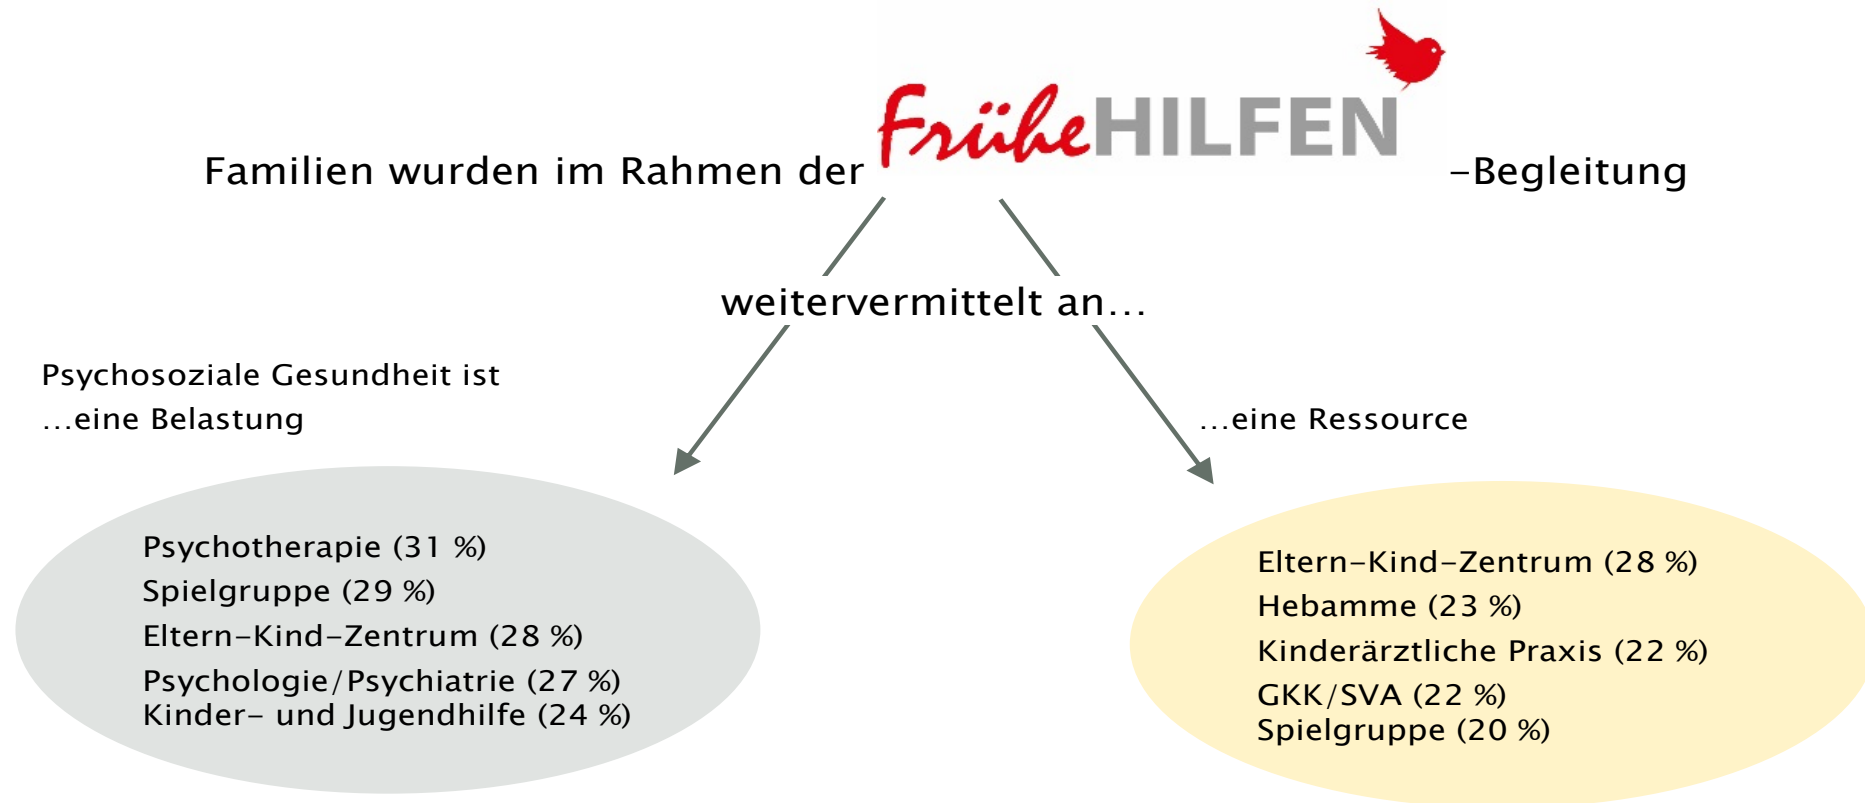 Familien wurden im Rahmen der FrüheHILFEN -Begleitung
weitervermittelt an...
Psychosoziale Gesundheit ist
...eine Belastung
...eine Ressource
Psychotherapie (31 %)
Spielgruppe (29 %)
Eltern-Kind-Zentrum (28 %)
Psychologie/Psychiatrie (27 %)
Kinder- und Jugendhilfe (24 %)
Eltern-Kind-Zentrum (28 %)
Hebamme (23 %)
Kinderärztliche Praxis (22 %)
GKK/SVA (22 %)
Spielgruppe (20 %)